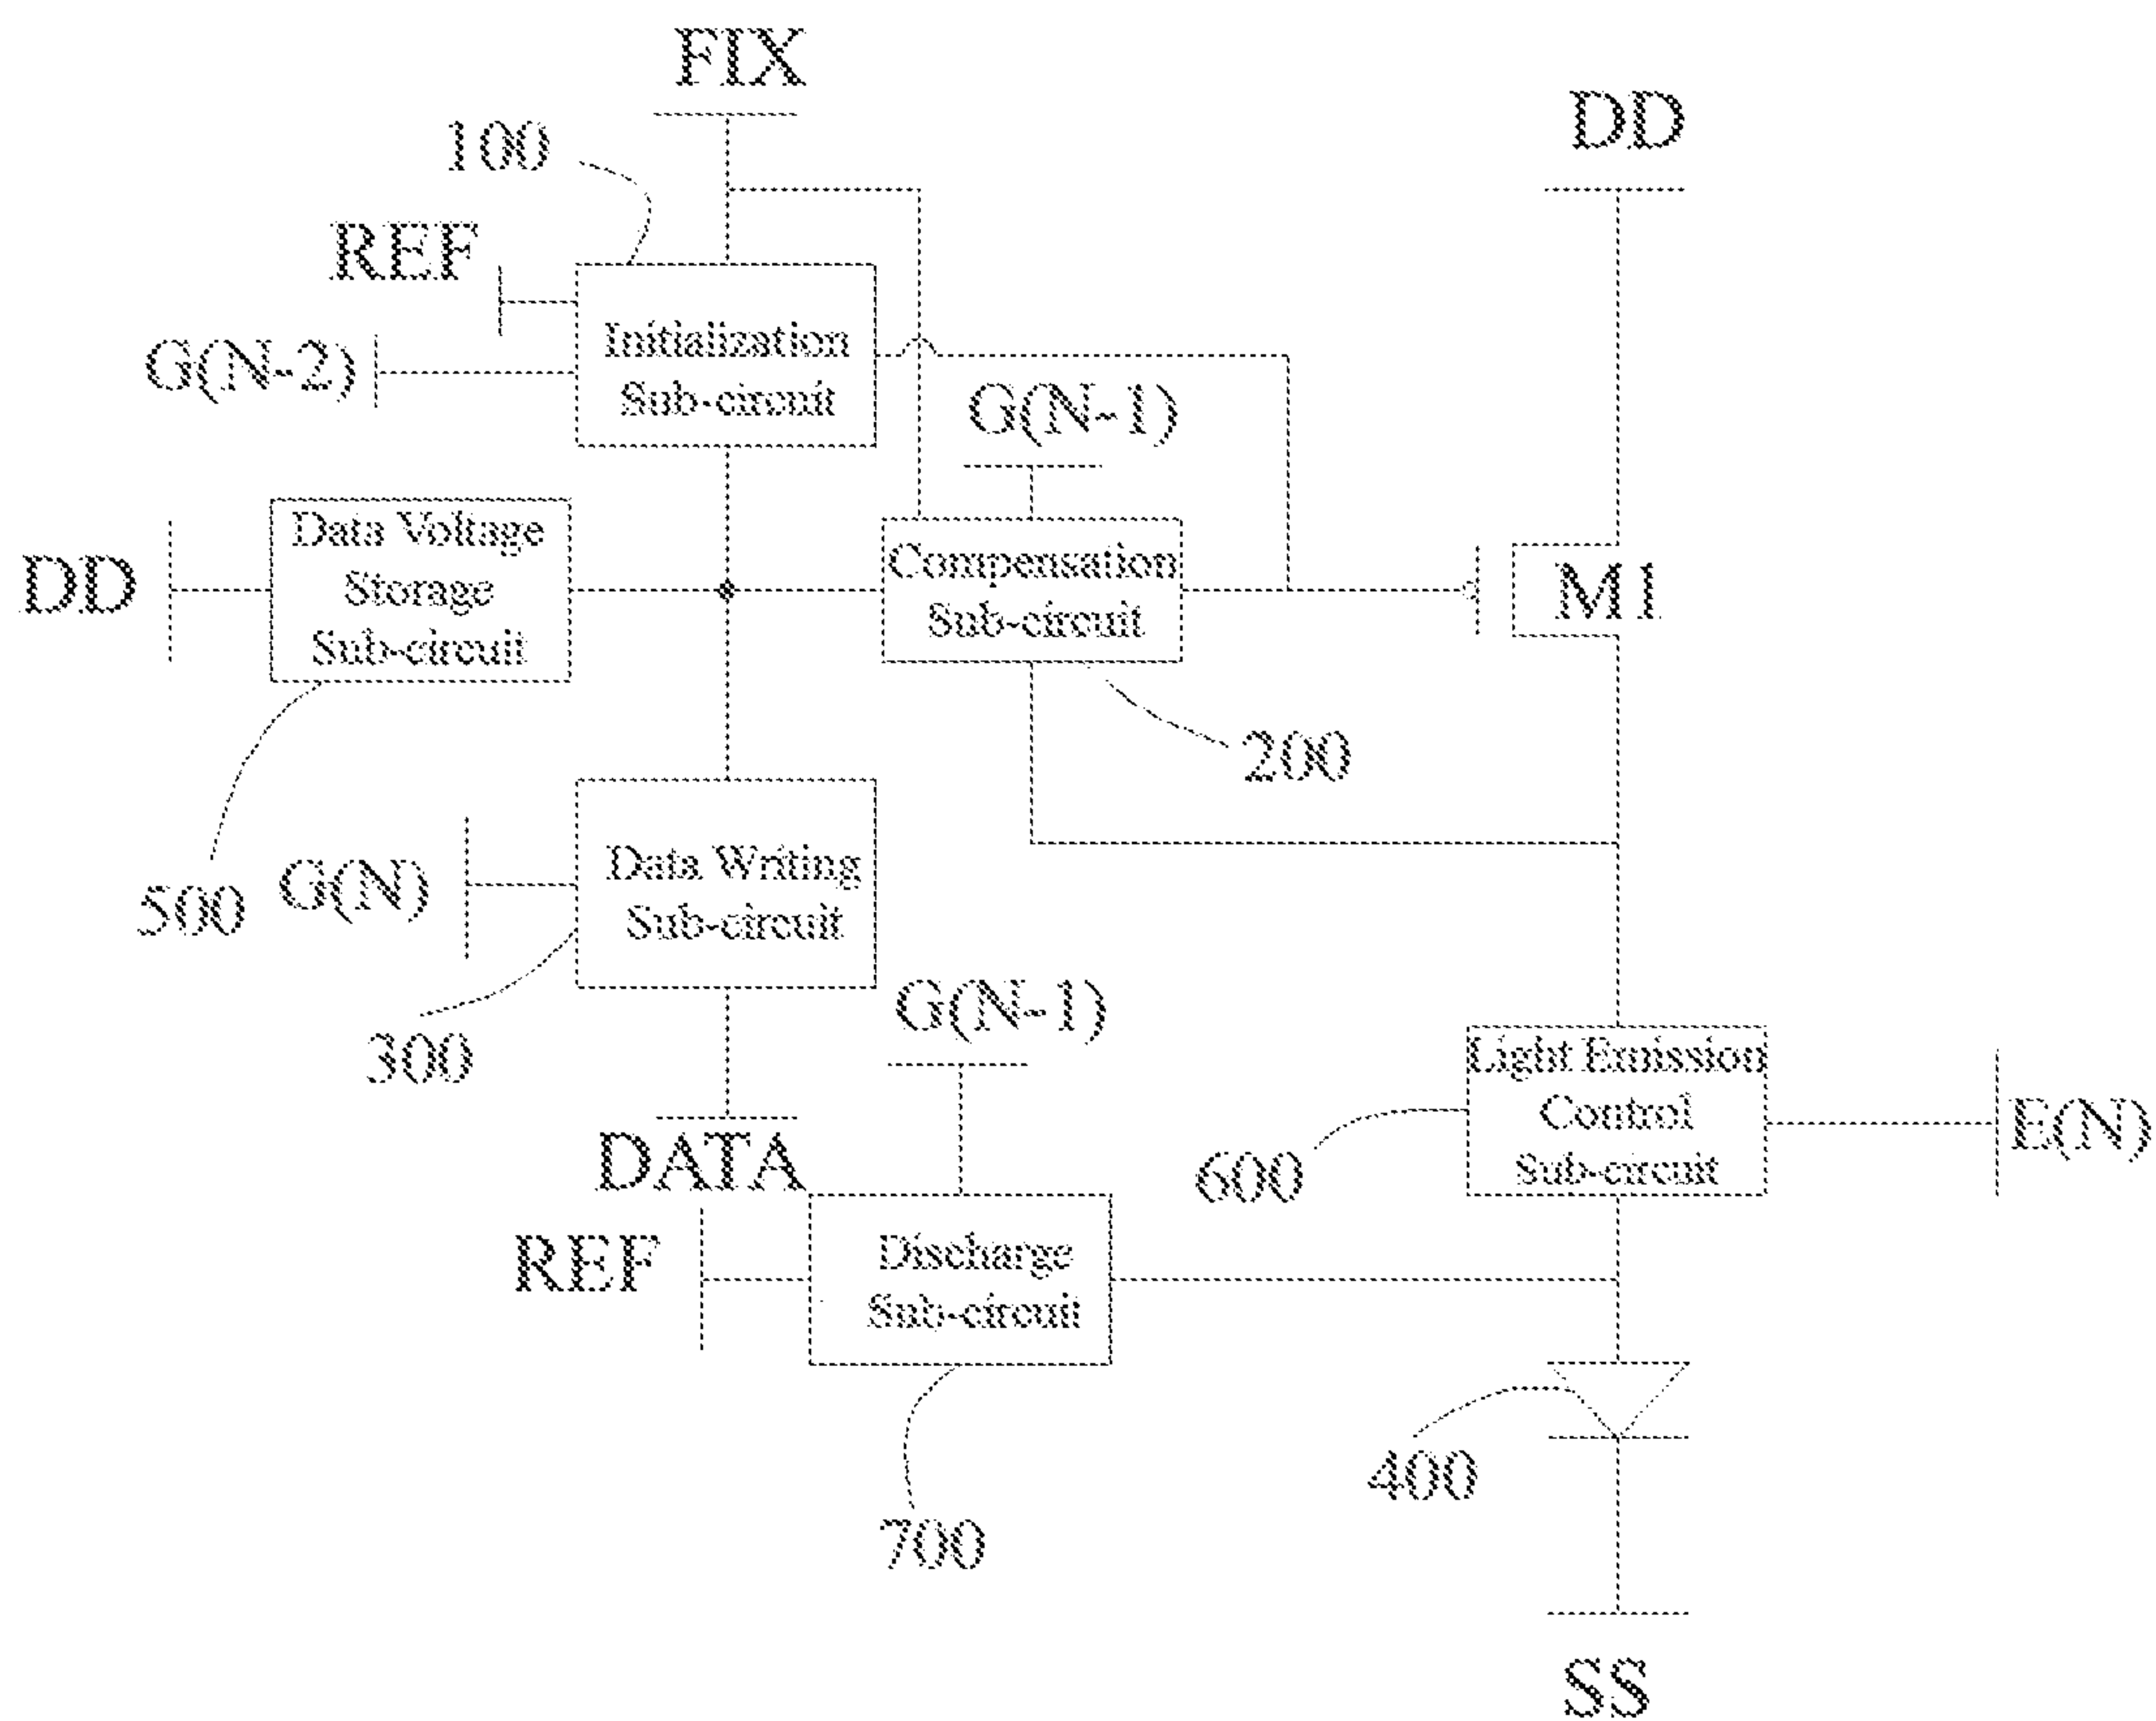 FIX
DD
100
REF
Initialization
Sub-circuit
G(N-2)
G(N-1)
Data Voltage
Storage
Sub-circuit
DD
Compensation
Sub-circuit
M1
200
Data Writing
Sub-circuit
G(N)
500
300
G(N-1)
Light Emission
Control
Sub-circuit
E(N)
DATA
600
REF
Discharge
Sub-circuit
400
700
SS